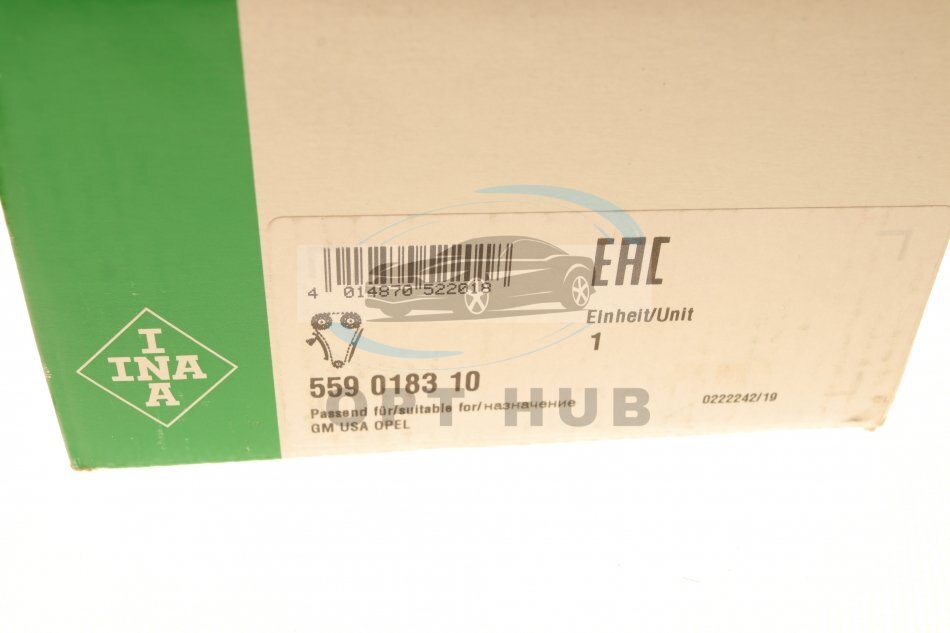 INA
INA
EAC
4 014870 522018
Einheit/Unit
1
559 0183 10
Passend für/suitable for/назначение
GM USA OPEL
0222242/19
OPT HUB